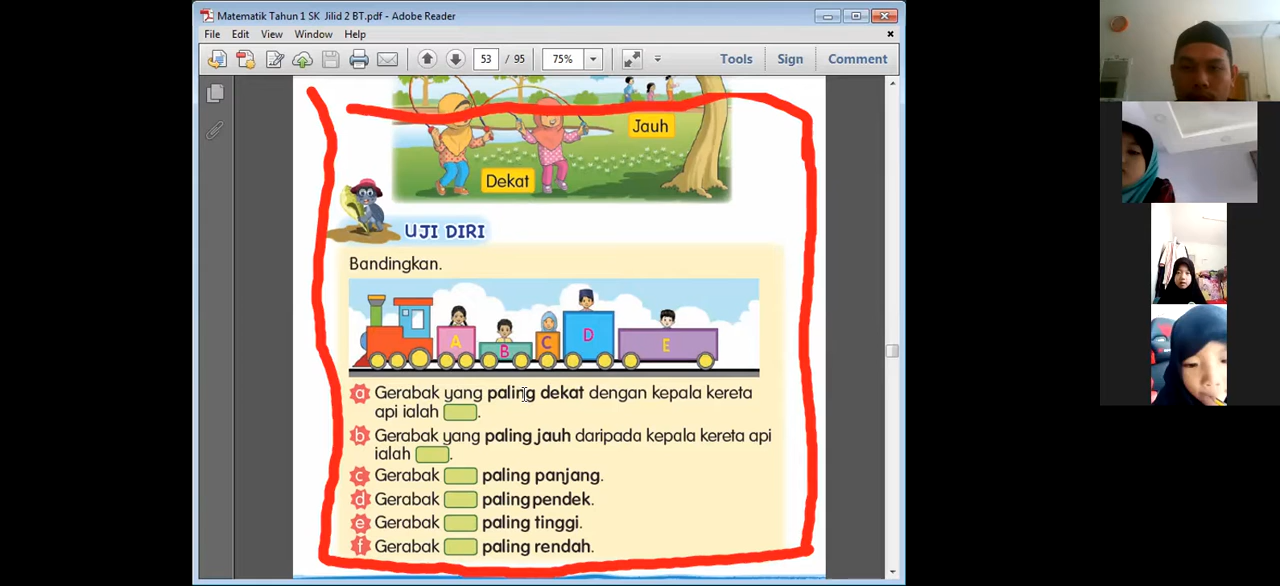 Matematik Tahun 1 SK Jilid 2 BT.pdf - Adobe Reader
File Edit View Window Help
53 / 95 75% Tools Sign Comment
Jauh
Dekat
UJI DIRI
Bandingkan.
A B C D E
a Gerabak yang paling dekat dengan kepala kereta
api ialah .
b Gerabak yang paling jauh daripada kepala kereta api
ialah .
c Gerabak paling panjang.
d Gerabak paling pendek.
e Gerabak paling tinggi.
f Gerabak paling rendah.